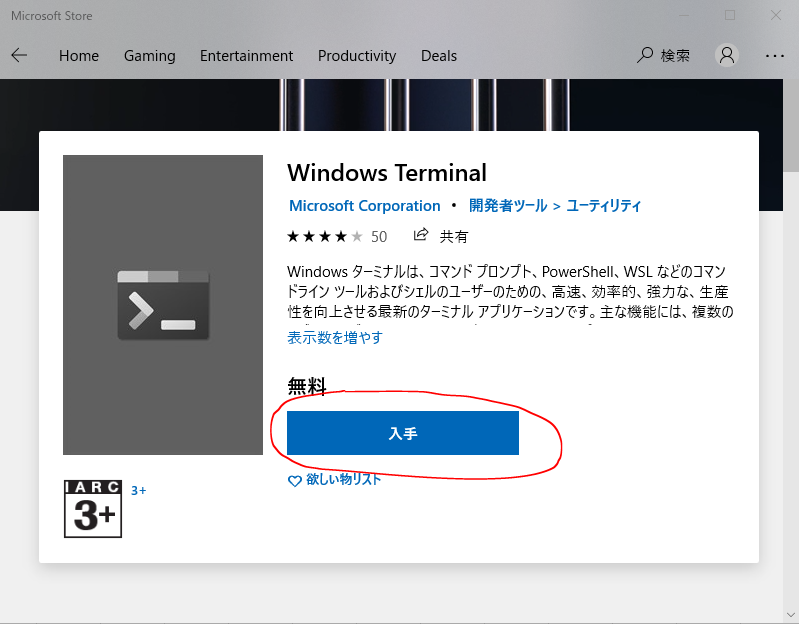 Microsoft Store
Home Gaming Entertainment Productivity Deals 検索
Windows Terminal
Microsoft Corporation • 開発者ツール > ユーティリティ
★★★★★ 50 共有
Windows ターミナルは、コマンド プロンプト、PowerShell、WSL などのコマン
ドライン ツールおよびシェルのユーザーのための、高速、効率的、強力な、生産
性を向上させる最新のターミナル アプリケーションです。主な機能には、複数の
表示数を増やす
無料
入手
欲しい物リスト
IARC
3+
3+